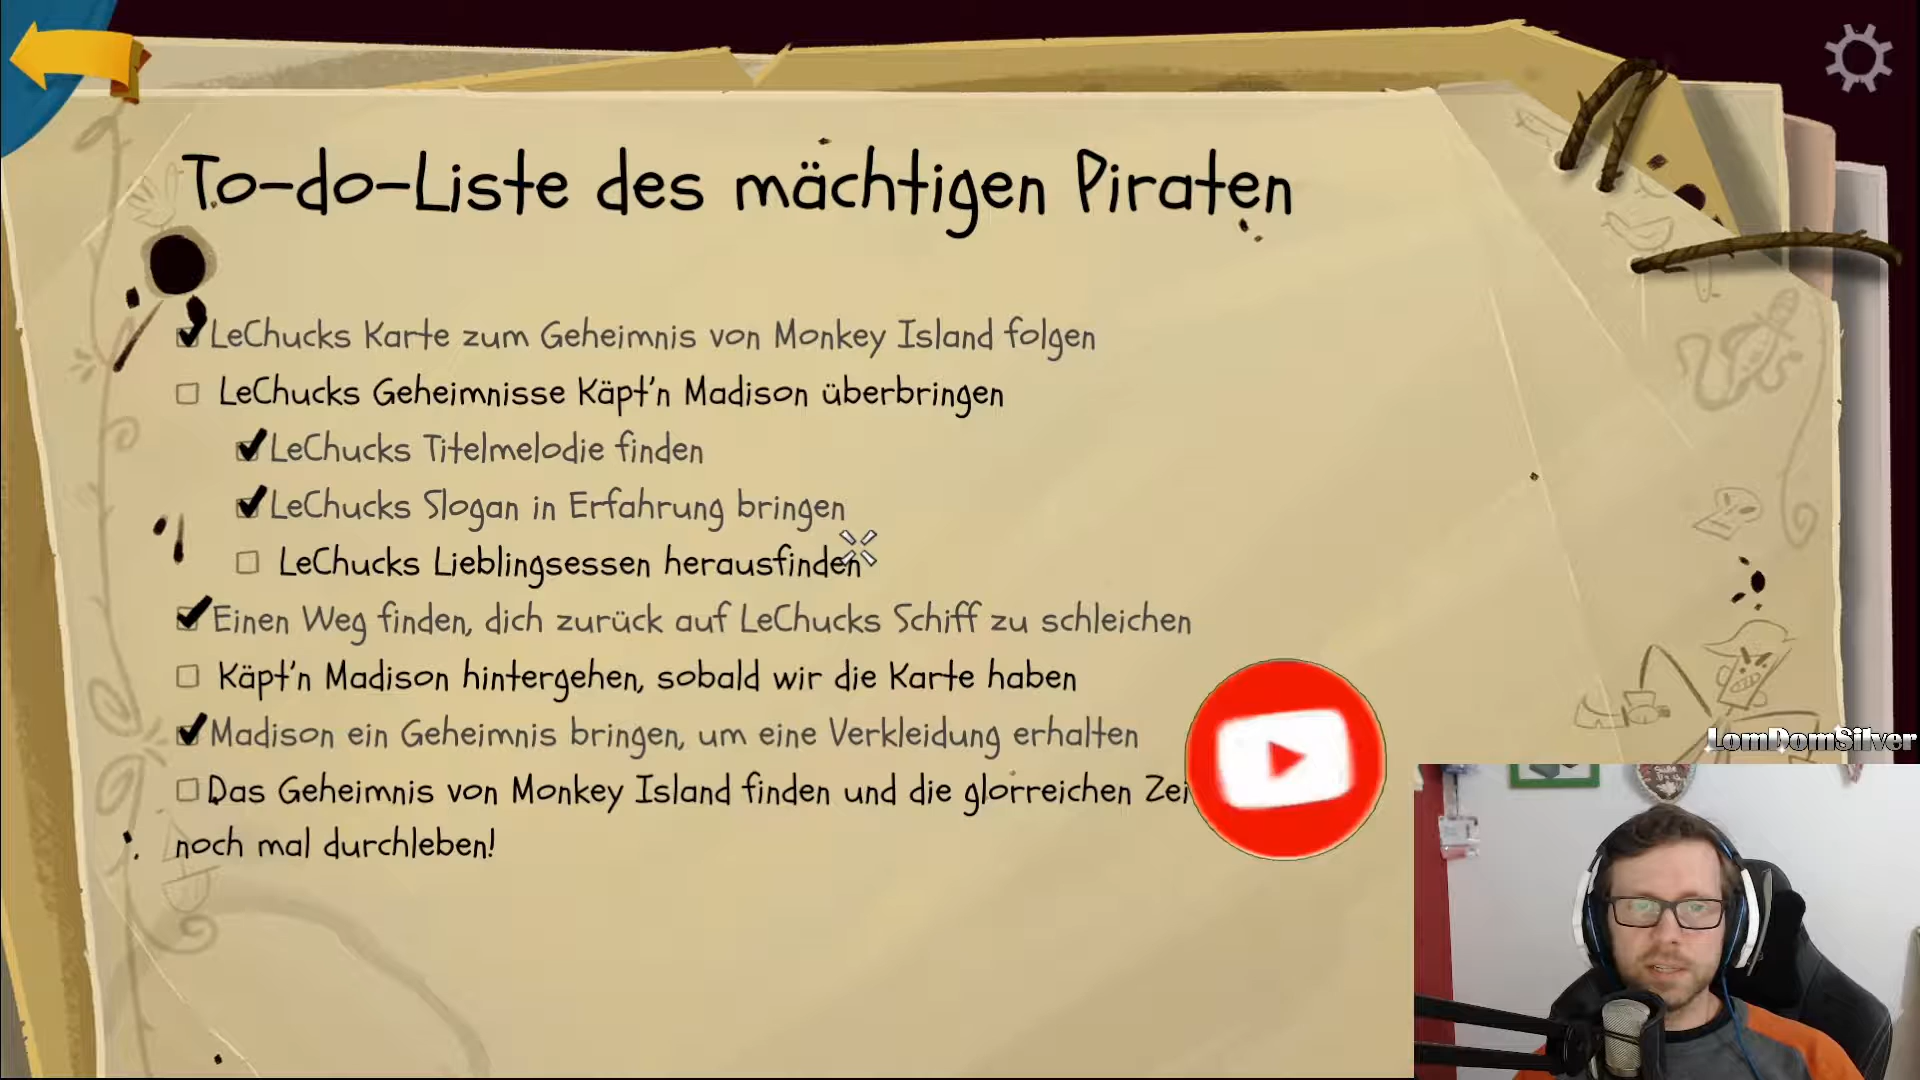 To-do-Liste des mächtigen Piraten
LeChucks Karte zum Geheimnis von Monkey Island folgen
LeChucks Geheimnisse Käpt'n Madison überbringen
LeChucks Titelmelodie finden
LeChucks Slogan in Erfahrung bringen
LeChucks Lieblingsessen herausfinden
Einen Weg finden, dich zurück auf LeChucks Schiff zu schleichen
Käpt'n Madison hintergehen, sobald wir die Karte haben
Madison ein Geheimnis bringen, um eine Verkleidung erhalten
Das Geheimnis von Monkey Island finden und die glorreichen Zei
noch mal durchleben!
LomDomSilver